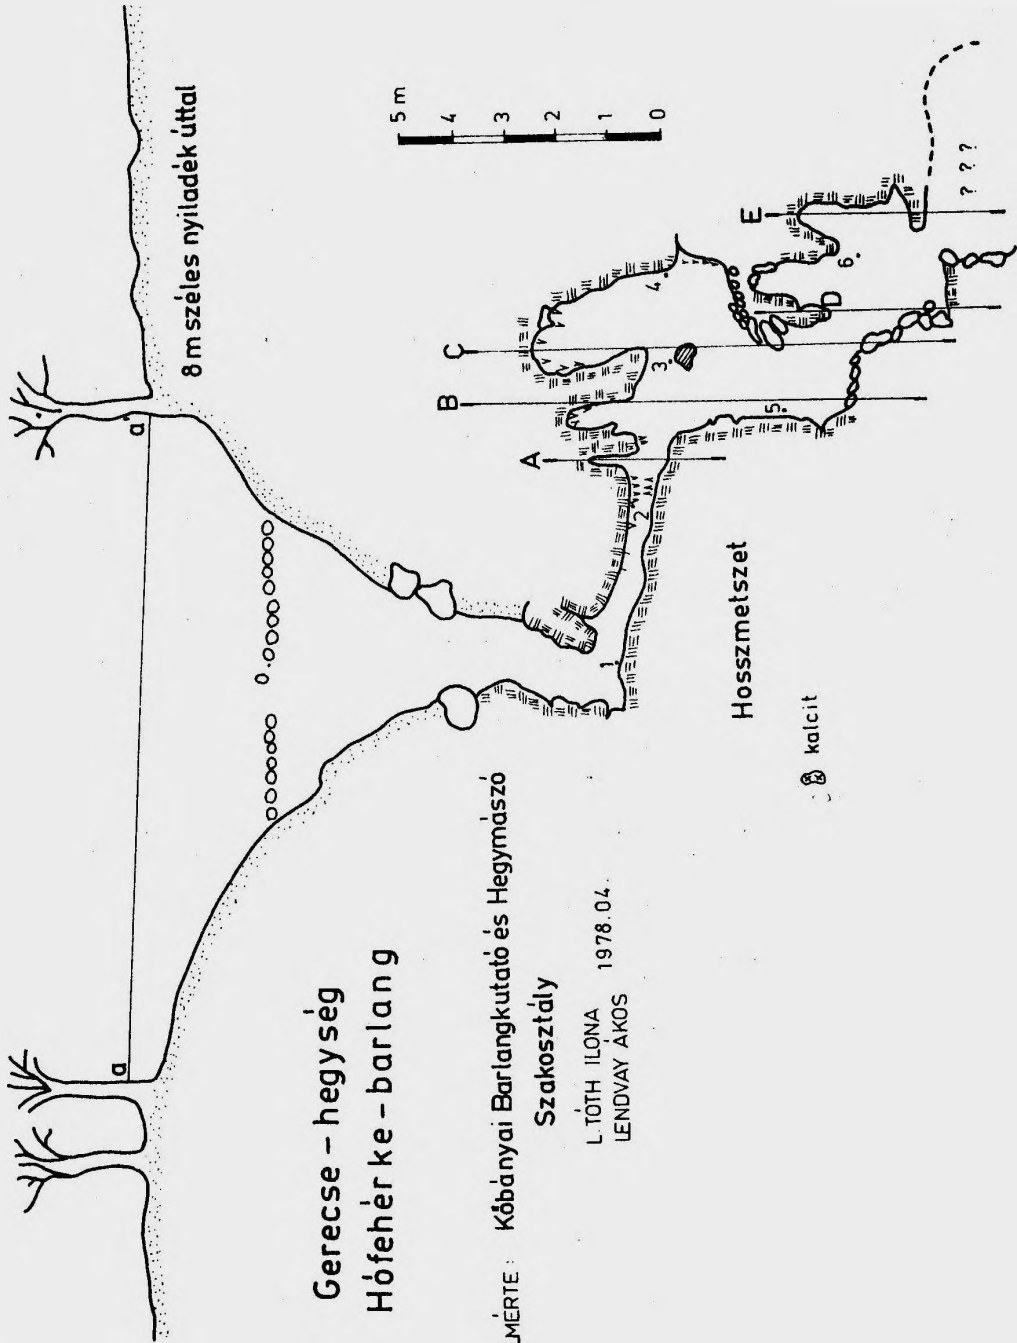 Gerecse - hegység
Hófehérke - barlang
MÉRTE : Kőbányai Barlangkutató és Hegymászó
Szakosztály
L. TÓTH ILONA 1978.04.
LENDVAY ÁKOS
8 m széles nyiladék úttal
a
a
5 m
4
3
2
1
0
A
B
C
D
E
1.
2
3.
4.
5.
6.
? ? ?
Hosszmetszet
kalcit